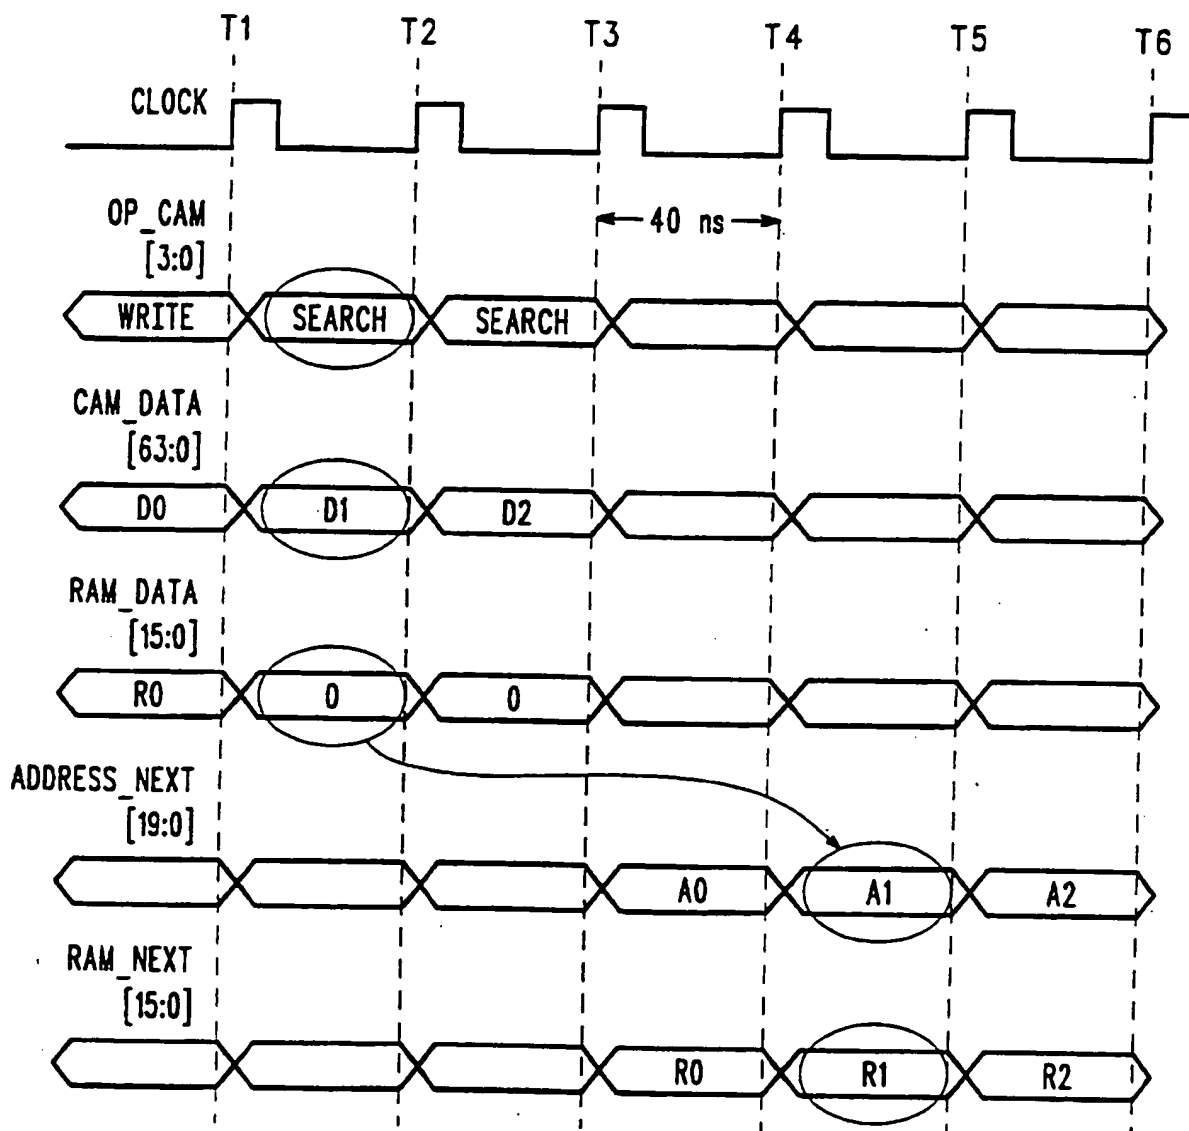 T1 T2 T3 T4 T5 T6
CLOCK
OP_CAM
[3:0]
40 ns
WRITE SEARCH SEARCH
CAM_DATA
[63:0]
D0 D1 D2
RAM_DATA
[15:0]
R0 0 0
ADDRESS_NEXT
[19:0]
A0 A1 A2
RAM_NEXT
[15:0]
R0 R1 R2